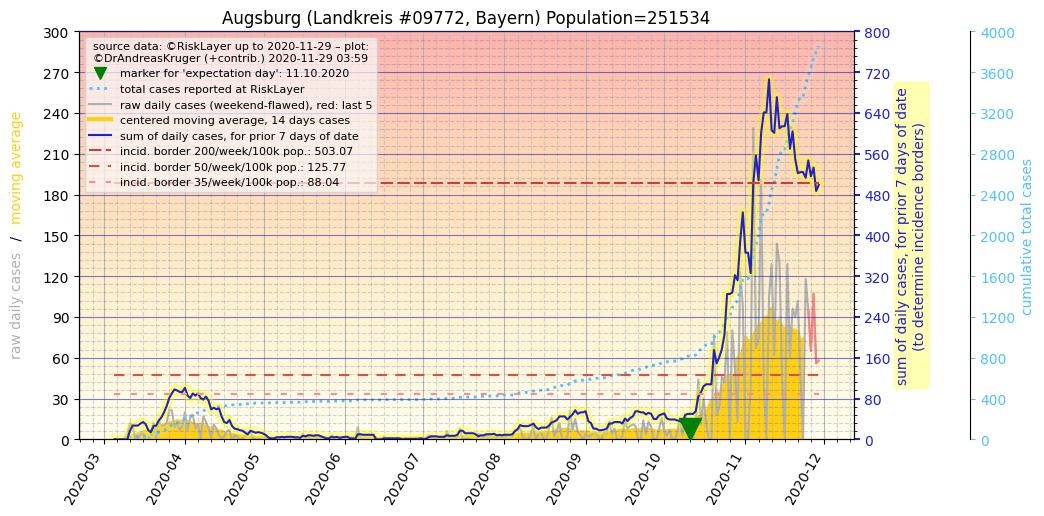 Augsburg (Landkreis #09772, Bayern) Population=251534
source data: ©RiskLayer up to 2020-11-29 – plot:
©DrAndreasKruger (+contrib.) 2020-11-29 03:59
marker for 'expectation day': 11.10.2020
total cases reported at RiskLayer
raw daily cases (weekend-flawed), red: last 5
centered moving average, 14 days cases
sum of daily cases, for prior 7 days of date
incid. border 200/week/100k pop.: 503.07
incid. border 50/week/100k pop.: 125.77
incid. border 35/week/100k pop.: 88.04
raw daily cases / moving average
300
270
240
210
180
150
120
90
60
30
0
800
720
640
560
480
400
320
240
160
80
0
sum of daily cases, for prior 7 days of date
(to determine incidence borders)
4000
3600
3200
2800
2400
2000
1600
1200
800
400
0
cumulative total cases
2020-03
2020-04
2020-05
2020-06
2020-07
2020-08
2020-09
2020-10
2020-11
2020-12